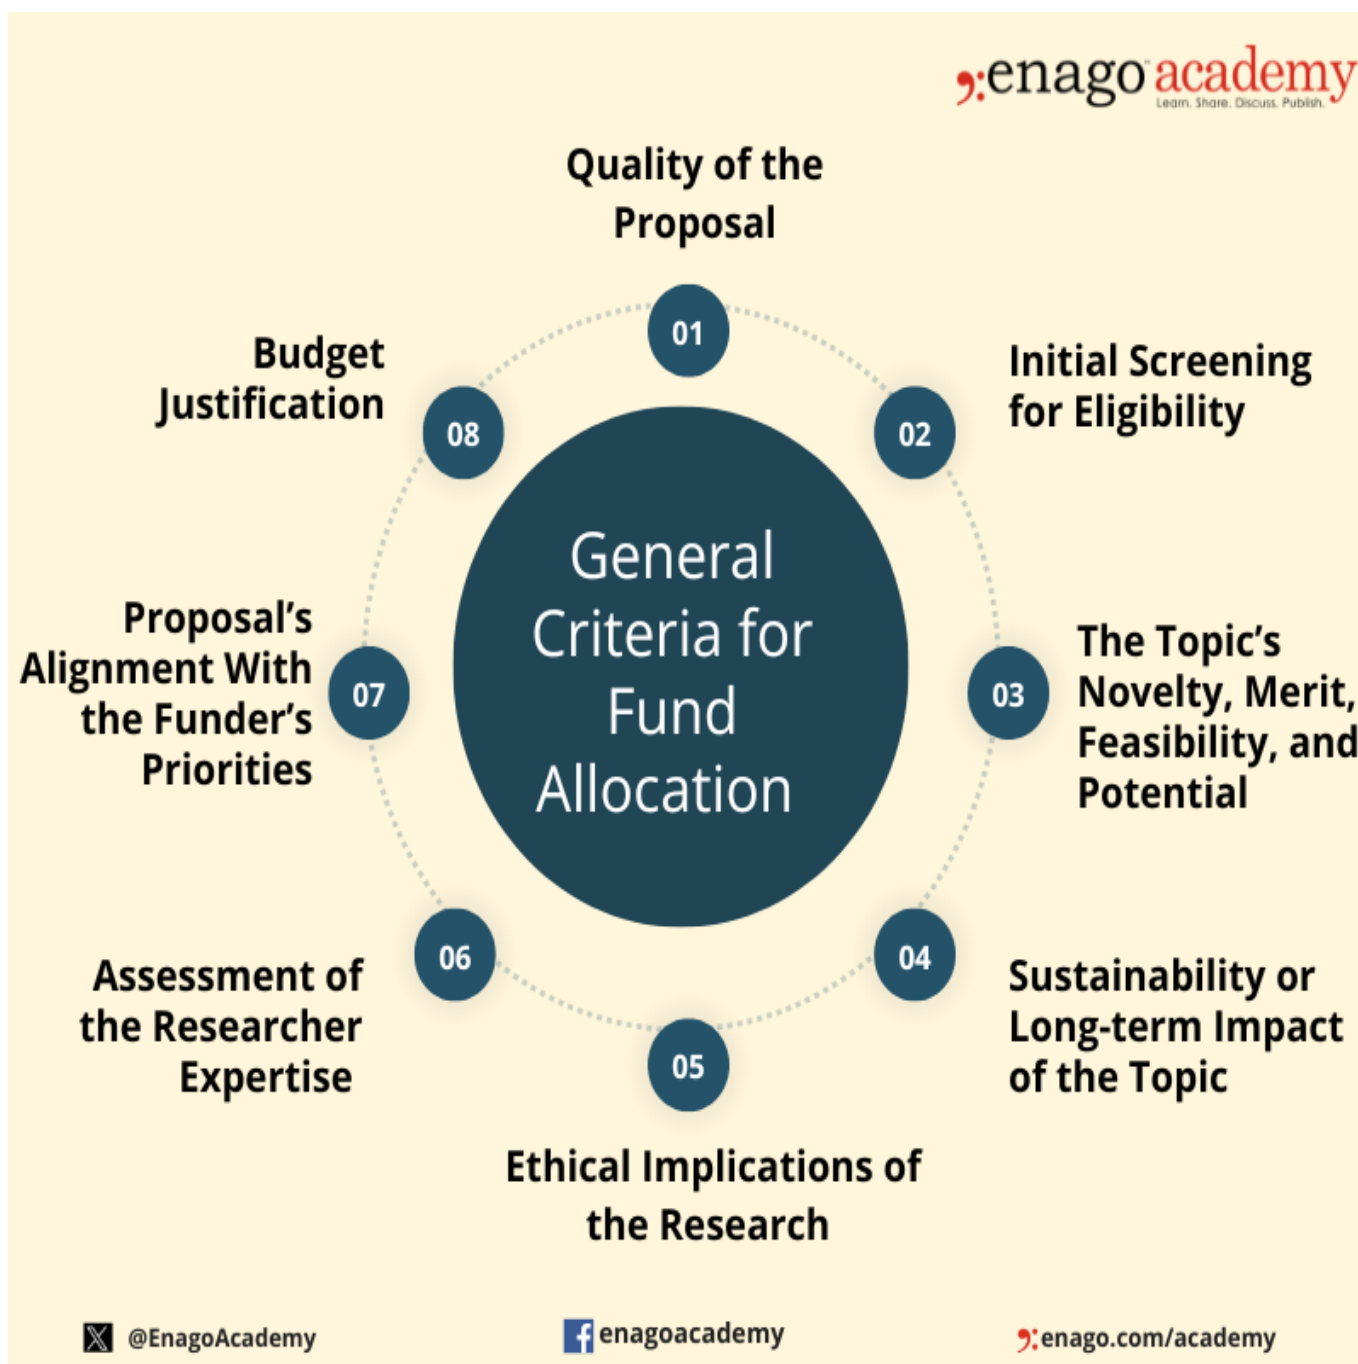 enago academy
Learn. Share. Discuss. Publish.
Quality of the
Proposal
01
Initial Screening
for Eligibility
02
The Topic's
Novelty, Merit,
Feasibility, and
Potential
03
Sustainability or
Long-term Impact
of the Topic
04
Ethical Implications of
the Research
05
Assessment of
the Researcher
Expertise
06
Proposal's
Alignment With
the Funder's
Priorities
07
Budget
Justification
08
General
Criteria for
Fund
Allocation
@EnagoAcademy
enagoacademy
enago.com/academy